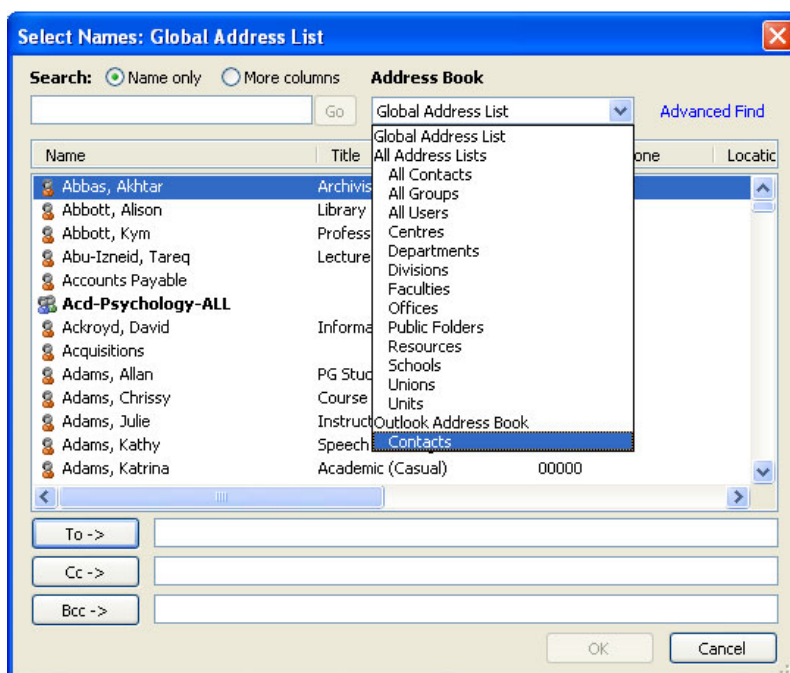 Select Names: Global Address List
Search: Name only More columns Address Book
Go Global Address List Advanced Find
Global Address List
All Address Lists
All Contacts
All Groups
All Users
Centres
Departments
Divisions
Faculties
Offices
Public Folders
Resources
Schools
Unions
Units
Outlook Address Book
Contacts
Name Title one Locatic
Abbas, Akhtar Archivis
Abbott, Alison Library
Abbott, Kym Profess
Abu-Izneid, Tareq Lecture
Accounts Payable
Acd-Psychology-ALL
Ackroyd, David Informa
Acquisitions
Adams, Allan PG Stud
Adams, Chrissy Course
Adams, Julie Instruct
Adams, Kathy Speech
Adams, Katrina Academic (Casual) 00000
To ->
Cc ->
Bcc ->
OK Cancel